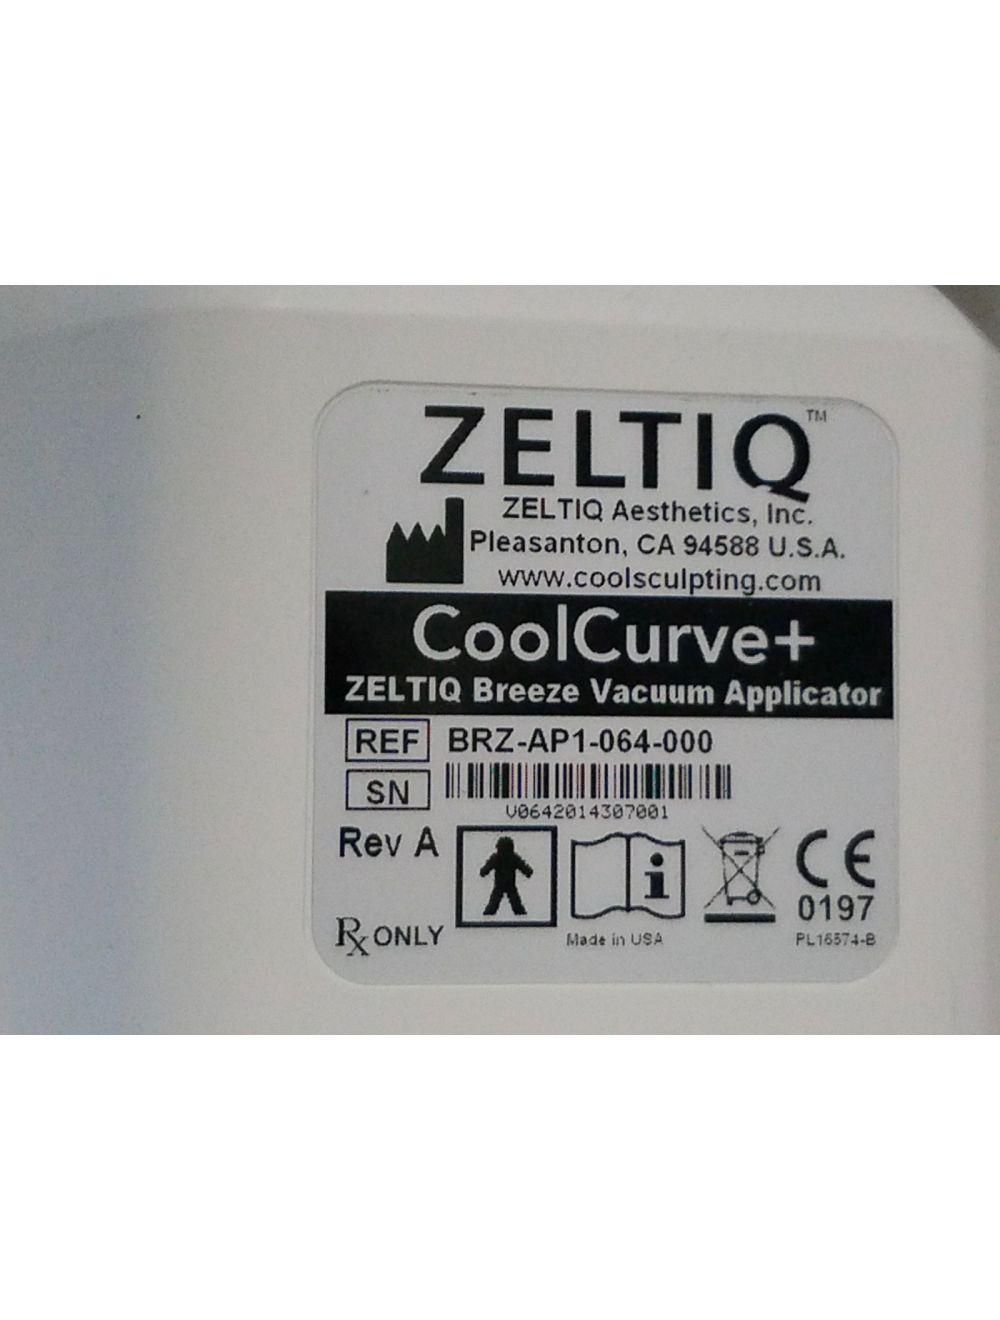 ZELTIQ™
ZELTIQ Aesthetics, Inc.
Pleasanton, CA 94588 U.S.A.
www.coolsculpting.com
CoolCurve+
ZELTIQ Breeze Vacuum Applicator
REF BRZ-AP1-064-000
SN
V0642014307001
Rev A
i
CE
0197
Rx ONLY
Made in USA
PL16574-B